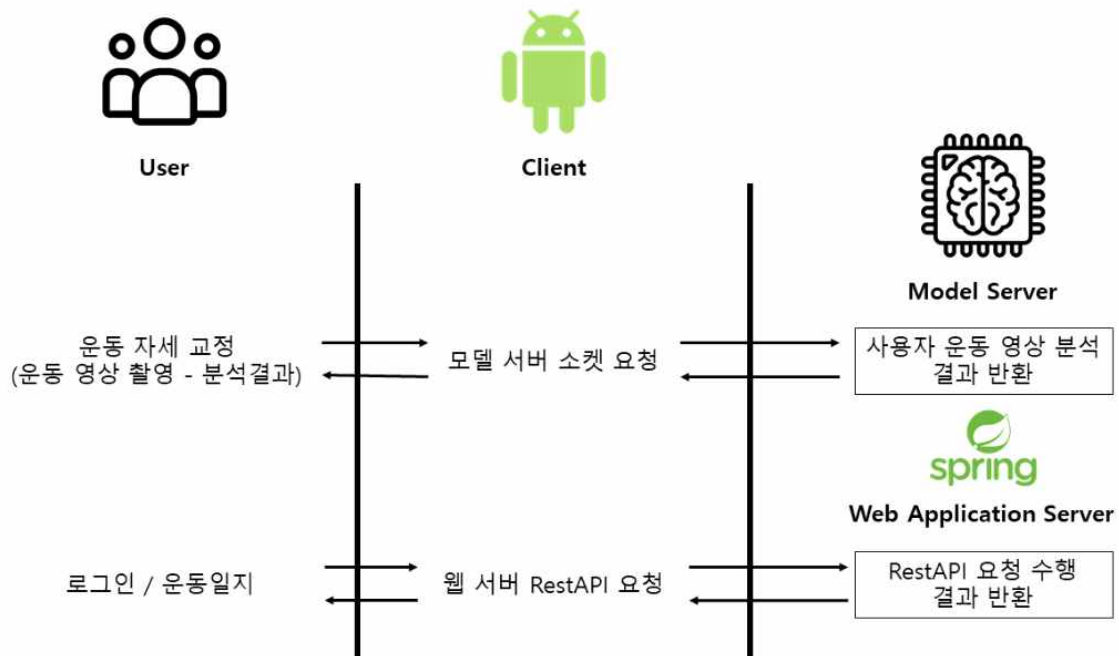 User
Client
Model Server
운동 자세 교정
(운동 영상 촬영 - 분석결과)
모델 서버 소켓 요청
사용자 운동 영상 분석
결과 반환
spring
Web Application Server
로그인 / 운동일지
웹 서버 RestAPI 요청
RestAPI 요청 수행
결과 반환